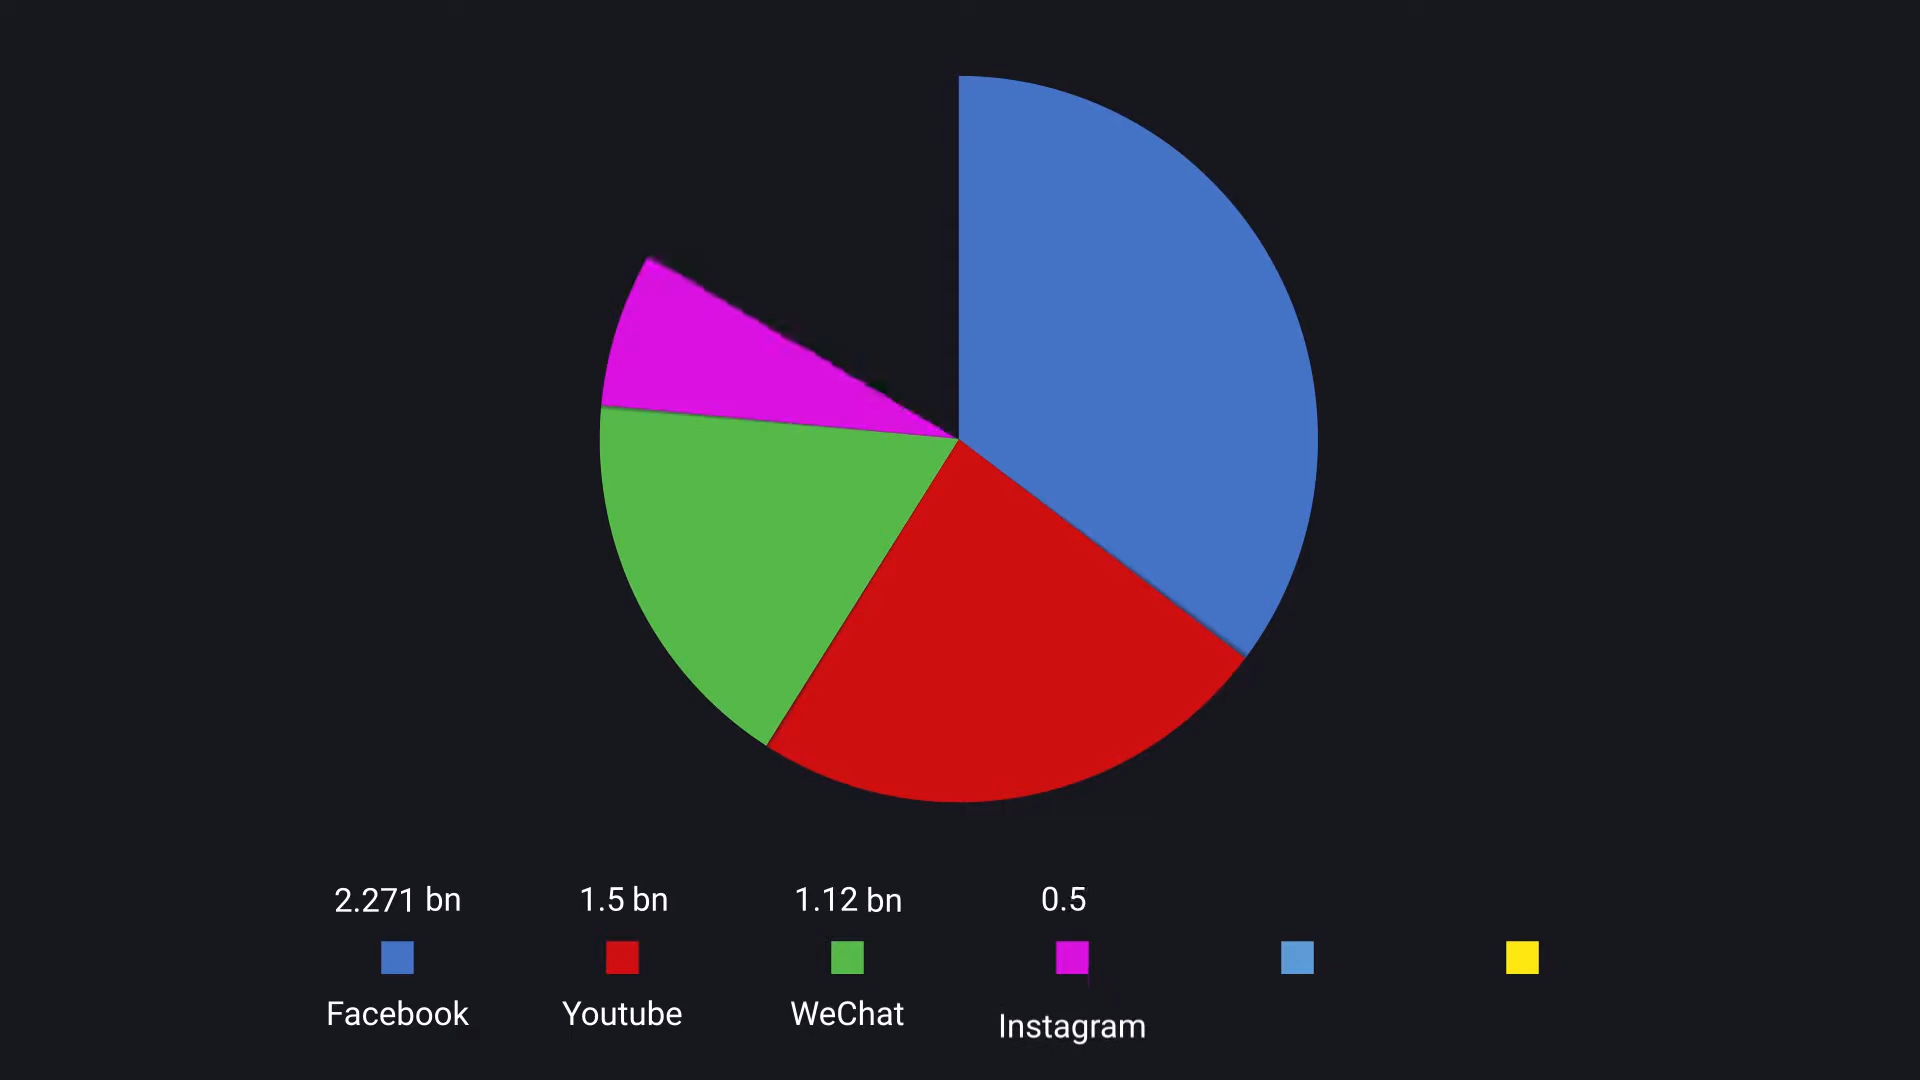 2.271 bn 1.5 bn 1.12 bn 0.5
Facebook Youtube WeChat Instagram